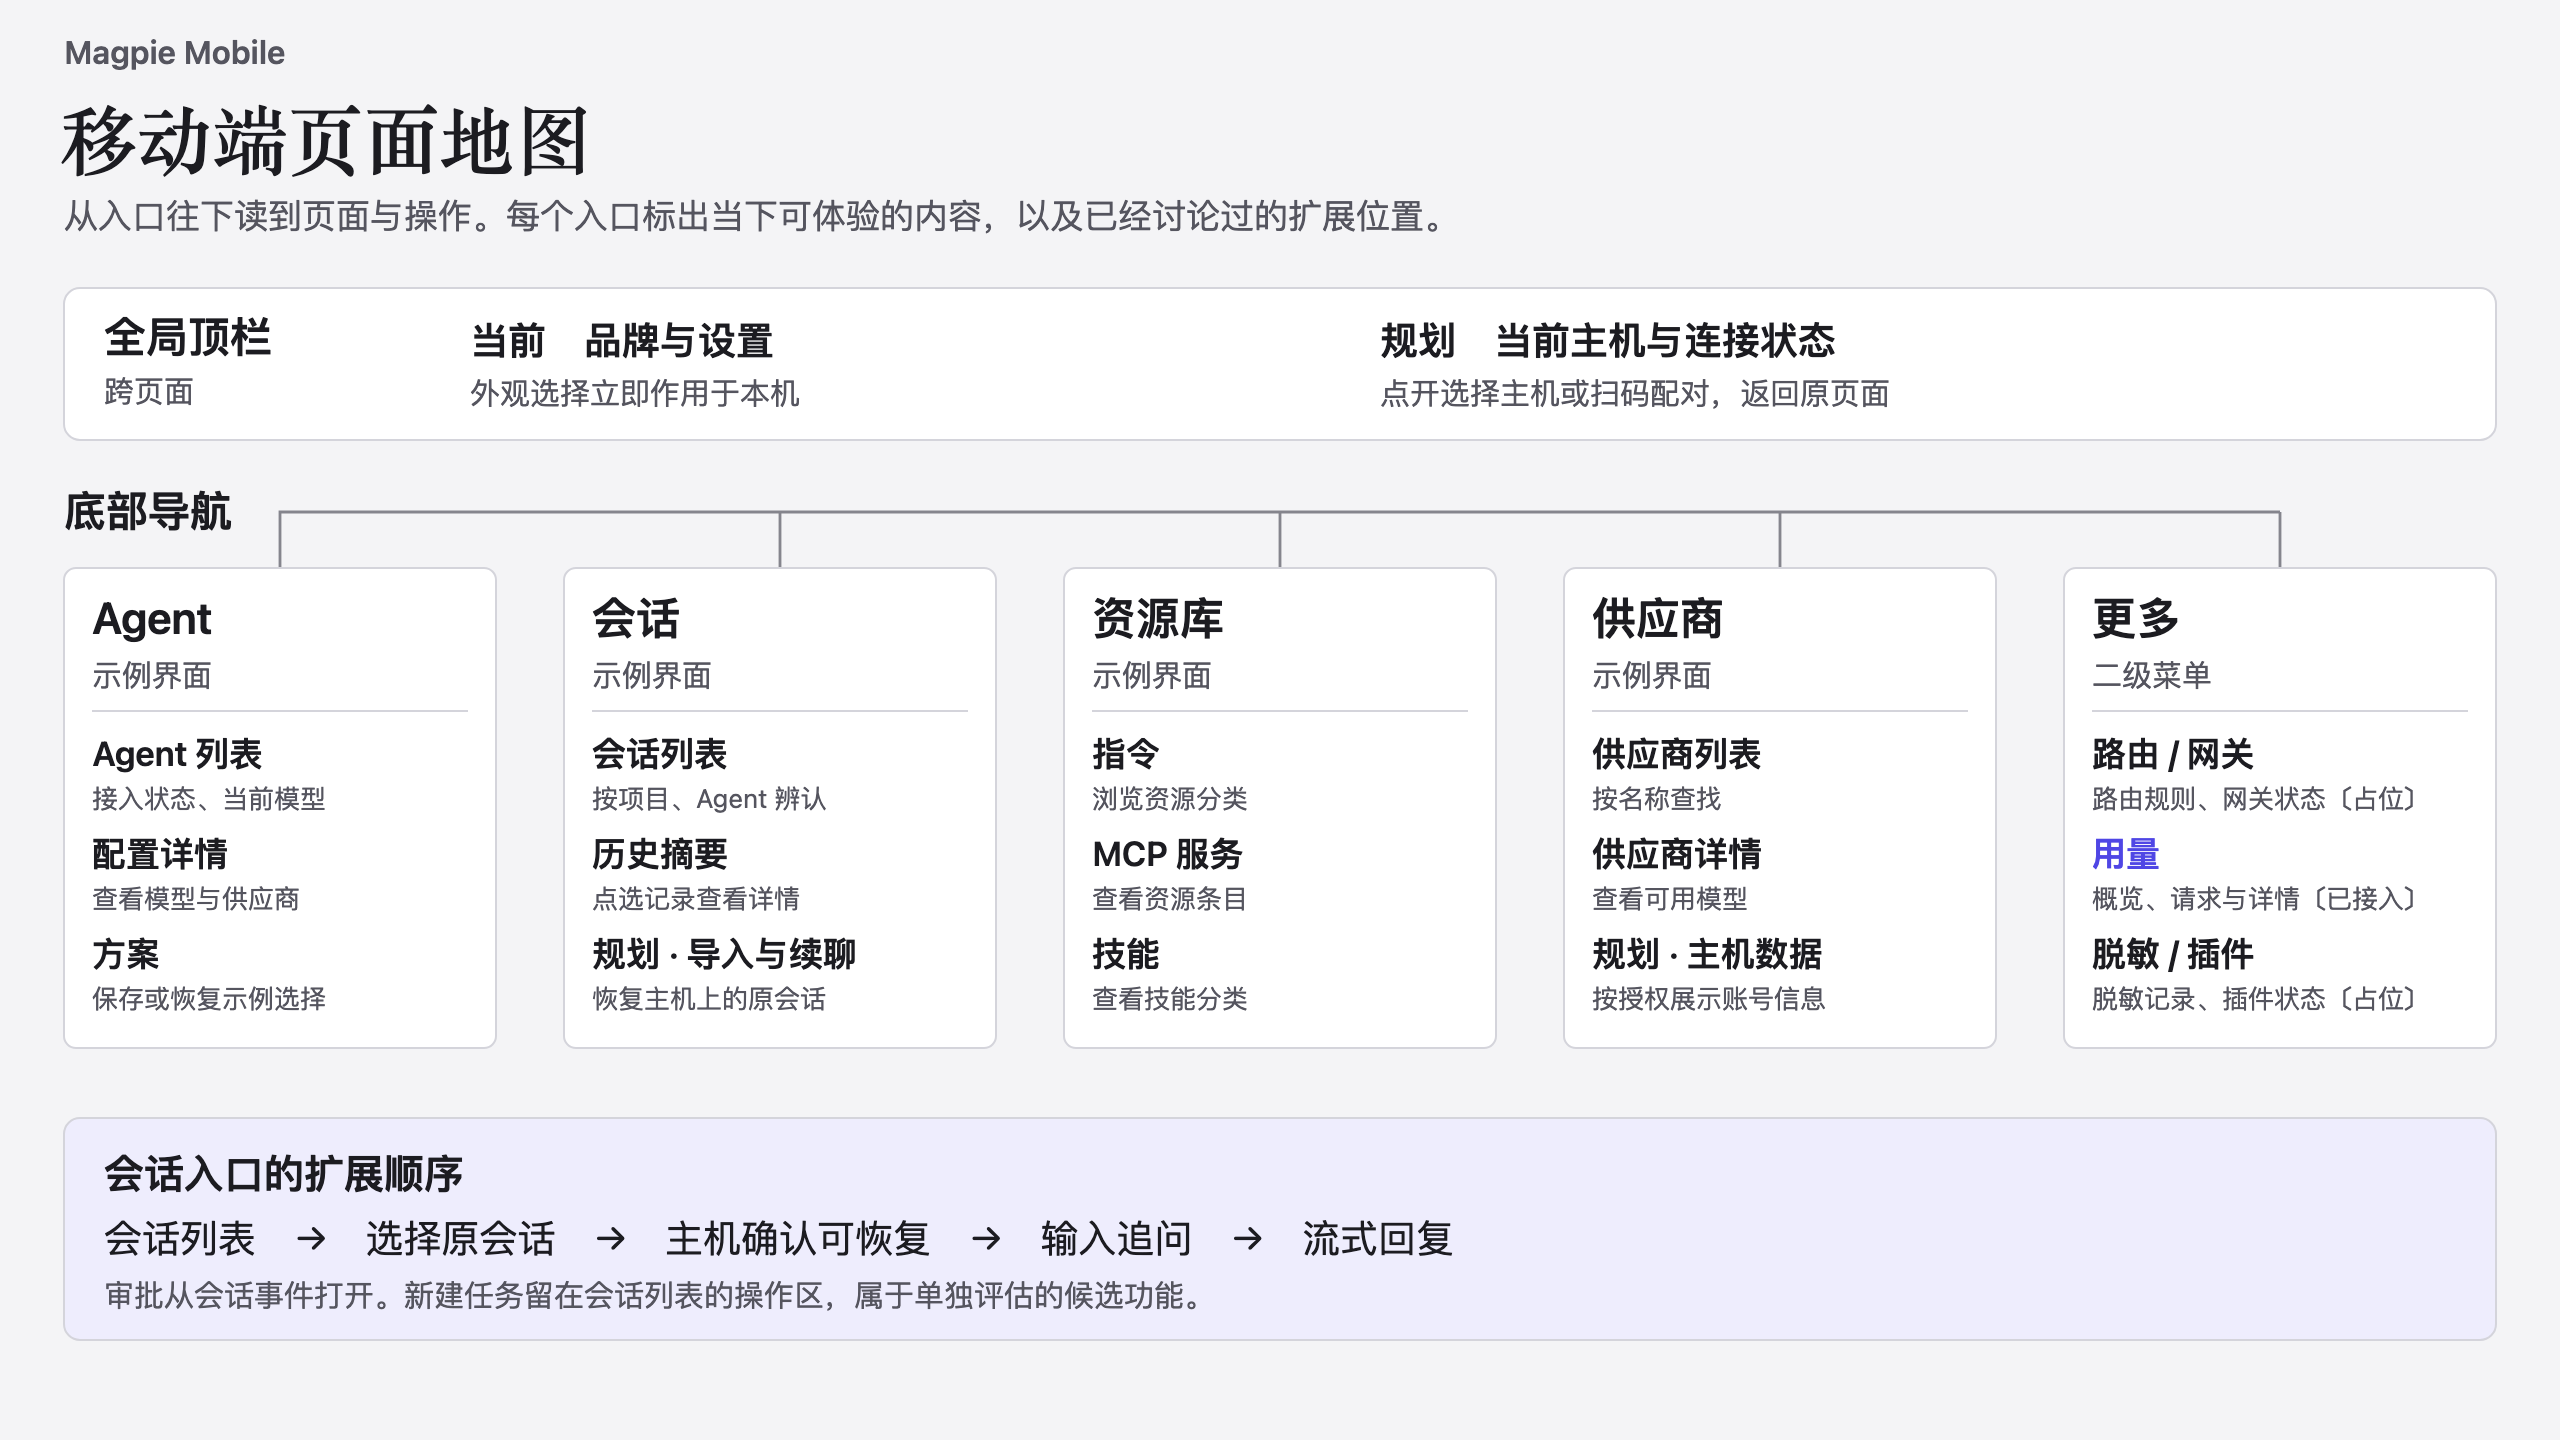 Magpie Mobile
移动端页面地图
从入口往下读到页面与操作。每个入口标出当下可体验的内容，以及已经讨论过的扩展位置。
全局顶栏
跨页面
当前 品牌与设置
外观选择立即作用于本机
规划 当前主机与连接状态
点开选择主机或扫码配对，返回原页面
底部导航
Agent
示例界面
Agent 列表
接入状态、当前模型
配置详情
查看模型与供应商
方案
保存或恢复示例选择
会话
示例界面
会话列表
按项目、Agent 辨认
历史摘要
点选记录查看详情
规划 · 导入与续聊
恢复主机上的原会话
资源库
示例界面
指令
浏览资源分类
MCP 服务
查看资源条目
技能
查看技能分类
供应商
示例界面
供应商列表
按名称查找
供应商详情
查看可用模型
规划 · 主机数据
按授权展示账号信息
更多
二级菜单
路由 / 网关
路由规则、网关状态〔占位〕
用量
概览、请求与详情〔已接入〕
脱敏 / 插件
脱敏记录、插件状态〔占位〕
会话入口的扩展顺序
会话列表 → 选择原会话 → 主机确认可恢复 → 输入追问 → 流式回复
审批从会话事件打开。新建任务留在会话列表的操作区，属于单独评估的候选功能。